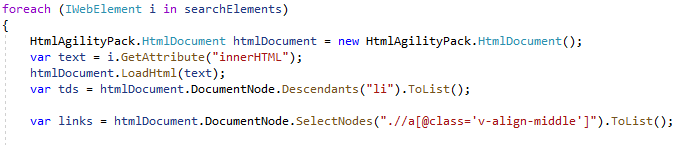 foreach (IWebElement i in searchElements)
{
HtmlAgilityPack.HtmlDocument htmlDocument = new HtmlAgilityPack.HtmlDocument();
var text = i.GetAttribute("innerHTML");
htmlDocument.LoadHtml(text);
var tds = htmlDocument.DocumentNode.Descendants("li").ToList();
var links = htmlDocument.DocumentNode.SelectNodes(".//a[@class='v-align-middle']").ToList();